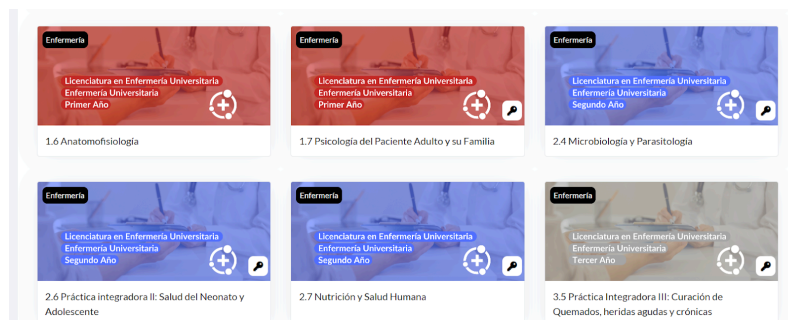 Enfermería
Licenciatura en Enfermería Universitaria
Enfermería Universitaria
Primer Año
1.6 Anatomofisiología
Enfermería
Licenciatura en Enfermería Universitaria
Enfermería Universitaria
Primer Año
1.7 Psicología del Paciente Adulto y su Familia
Enfermería
Licenciatura en Enfermería Universitaria
Enfermería Universitaria
Segundo Año
2.4 Microbiología y Parasitología
Enfermería
Licenciatura en Enfermería Universitaria
Enfermería Universitaria
Segundo Año
2.6 Práctica integradora II: Salud del Neonato y
Adolescente
Enfermería
Licenciatura en Enfermería Universitaria
Enfermería Universitaria
Segundo Año
2.7 Nutrición y Salud Humana
Enfermería
Licenciatura en Enfermería Universitaria
Enfermería Universitaria
Tercer Año
3.5 Práctica Integradora III: Curación de
Quemados, heridas agudas y crónicas